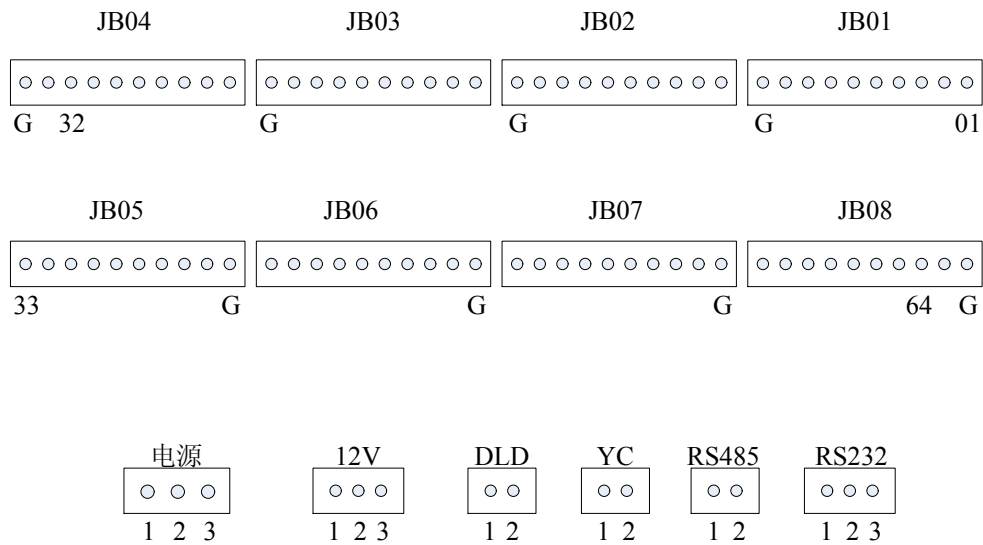 JB04 JB03 JB02 JB01
G 32 G G G 01
JB05 JB06 JB07 JB08
33 G G G 64 G
电源 12V DLD YC RS485 RS232
1 2 3 1 2 3 1 2 1 2 1 2 1 2 3